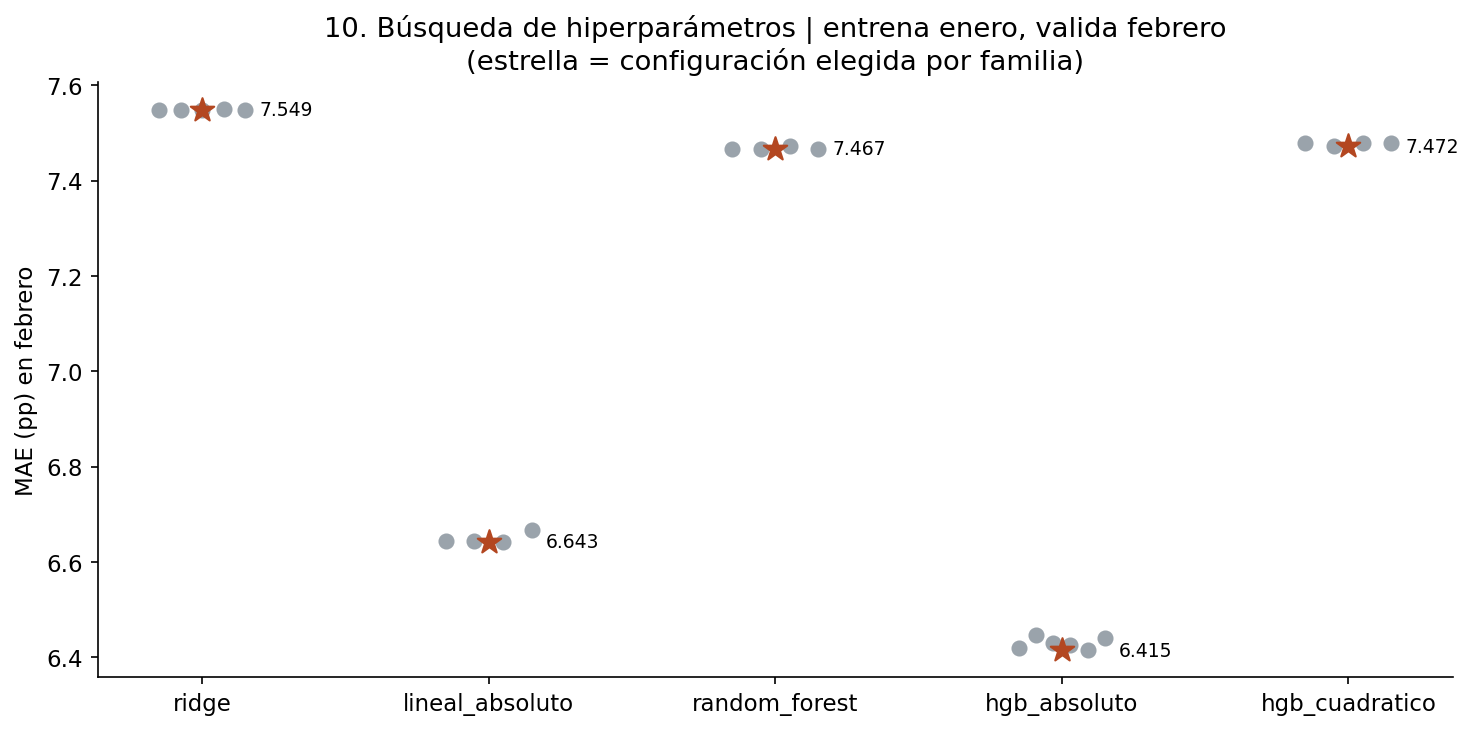 10. Búsqueda de hiperparámetros | entrena enero, valida febrero
(estrella = configuración elegida por familia)
MAE (pp) en febrero
7.6
7.4
7.2
7.0
6.8
6.6
6.4
7.549
6.643
7.467
6.415
7.472
ridge
lineal_absoluto
random_forest
hgb_absoluto
hgb_cuadratico